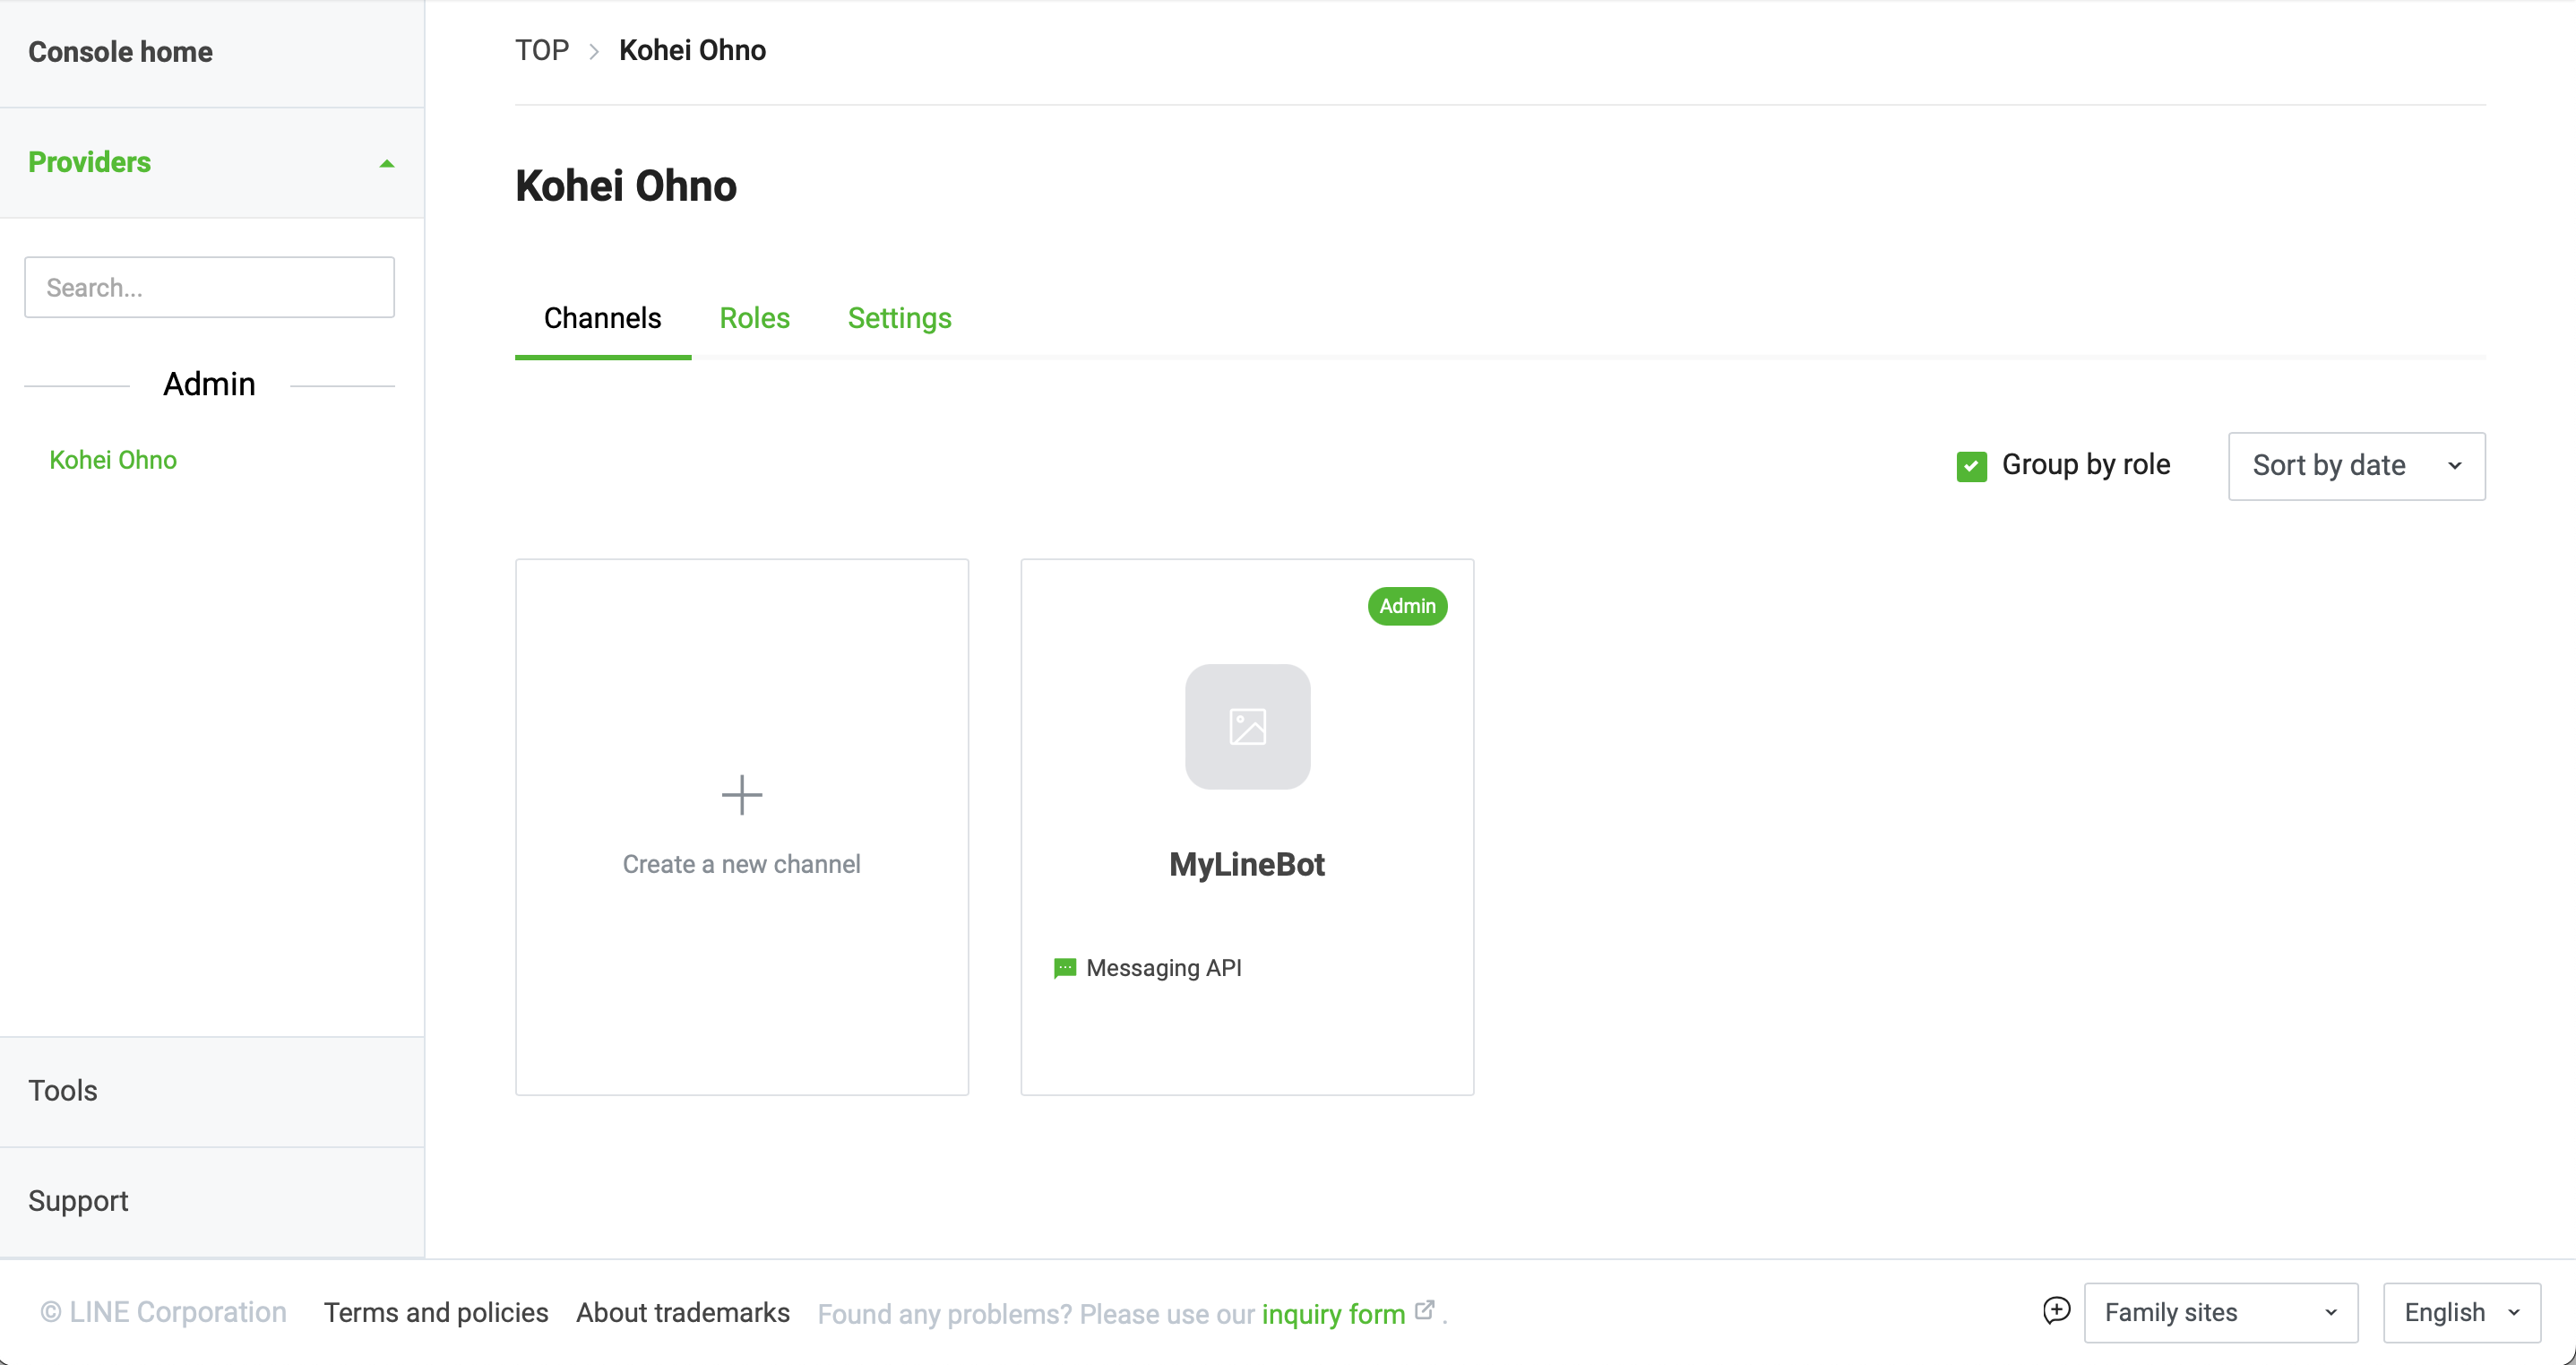 Console home
Providers
Search...
Admin
Kohei Ohno
Tools
Support
TOP > Kohei Ohno
Kohei Ohno
Channels Roles Settings
Group by role Sort by date
Create a new channel
Admin
MyLineBot
Messaging API
© LINE Corporation Terms and policies About trademarks Found any problems? Please use our inquiry form . Family sites English